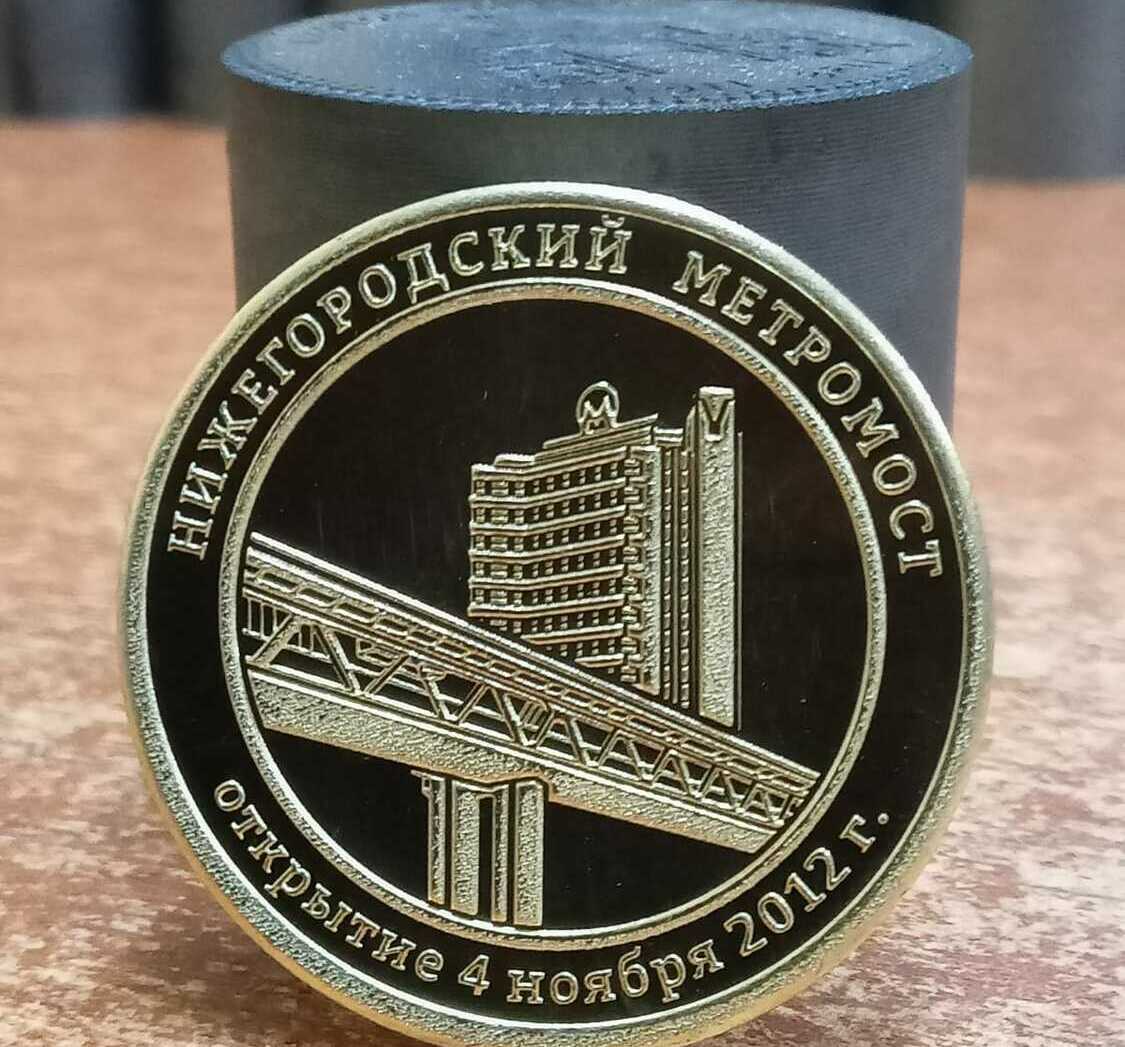 НИЖЕГОРОДСКИЙ МЕТРОМОСТ
М
открытие 4 ноября 2012 г.